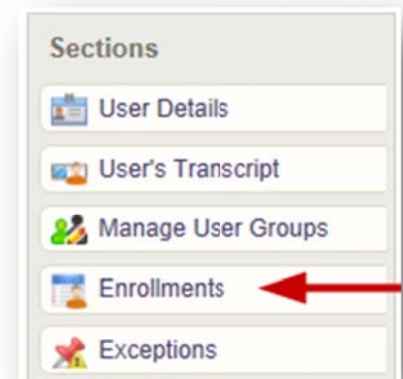 Sections
User Details
User's Transcript
Manage User Groups
Enrollments
Exceptions